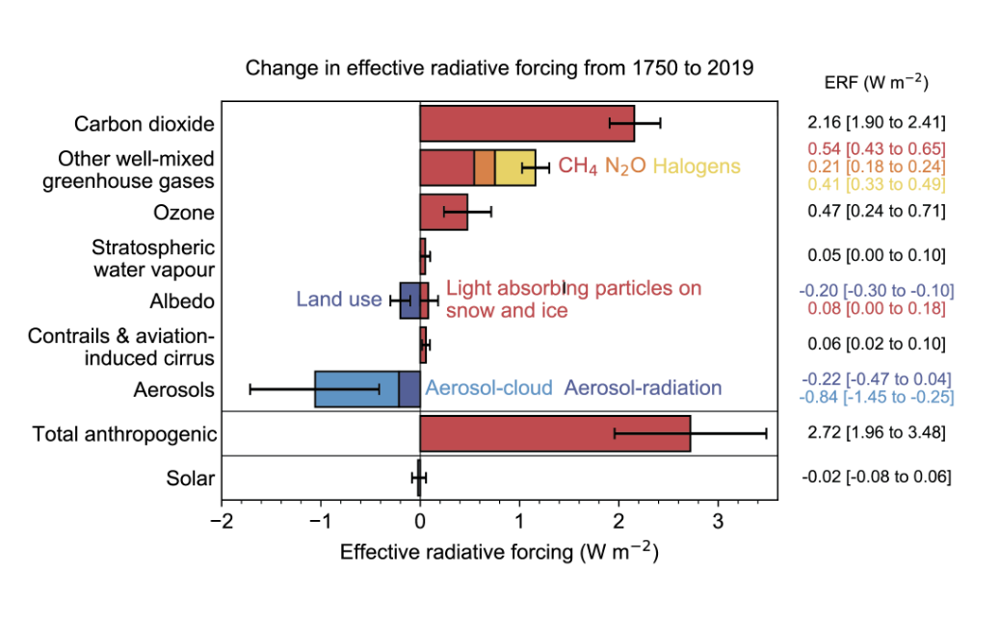 Change in effective radiative forcing from 1750 to 2019
ERF (W m−2)
Carbon dioxide
2.16 [1.90 to 2.41]
Other well-mixed
greenhouse gases
CH4 N2O Halogens
0.54 [0.43 to 0.65]
0.21 [0.18 to 0.24]
0.41 [0.33 to 0.49]
Ozone
0.47 [0.24 to 0.71]
Stratospheric
water vapour
0.05 [0.00 to 0.10]
Albedo
Land use
Light absorbing particles on
snow and ice
-0.20 [-0.30 to -0.10]
0.08 [0.00 to 0.18]
Contrails & aviation-
induced cirrus
0.06 [0.02 to 0.10]
Aerosols
Aerosol-cloud Aerosol-radiation
-0.22 [-0.47 to 0.04]
-0.84 [-1.45 to -0.25]
Total anthropogenic
2.72 [1.96 to 3.48]
Solar
-0.02 [-0.08 to 0.06]
−2 −1 0 1 2 3
Effective radiative forcing (W m−2)